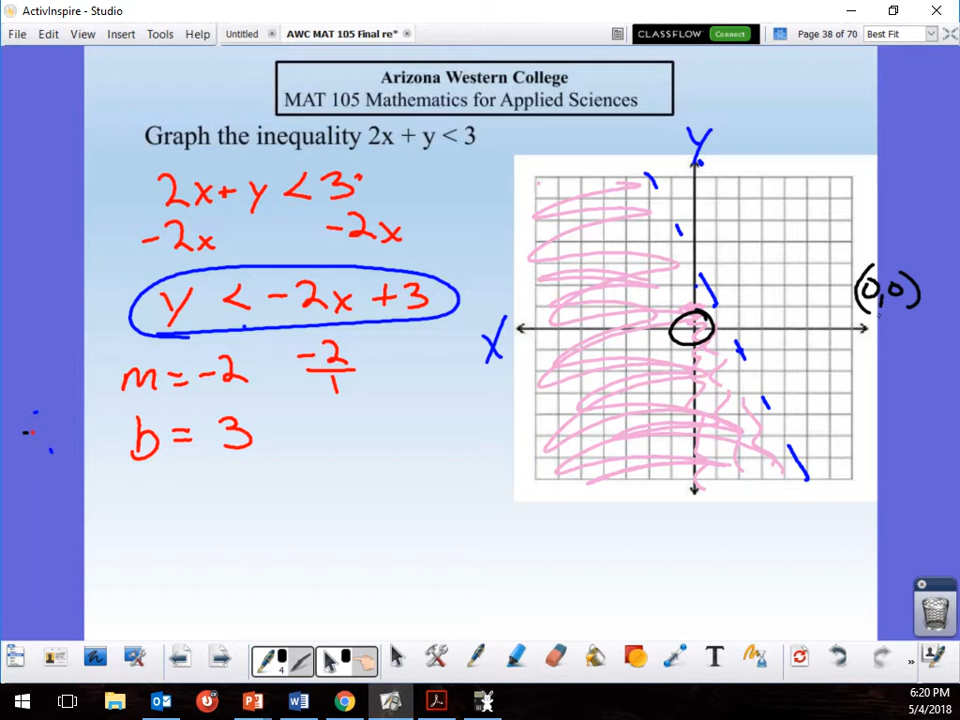 ActivInspire - Studio
File Edit View Insert Tools Help
Untitled
AWC MAT 105 Final re*
CLASSFLOW Connect
Page 38 of 70
Best Fit
Arizona Western College
MAT 105 Mathematics for Applied Sciences
Graph the inequality 2x + y < 3
2x + y < 3
-2x -2x
y < -2x + 3
m = -2 -2/1
b = 3
y
x
(0,0)
4
T
6:20 PM
5/4/2018